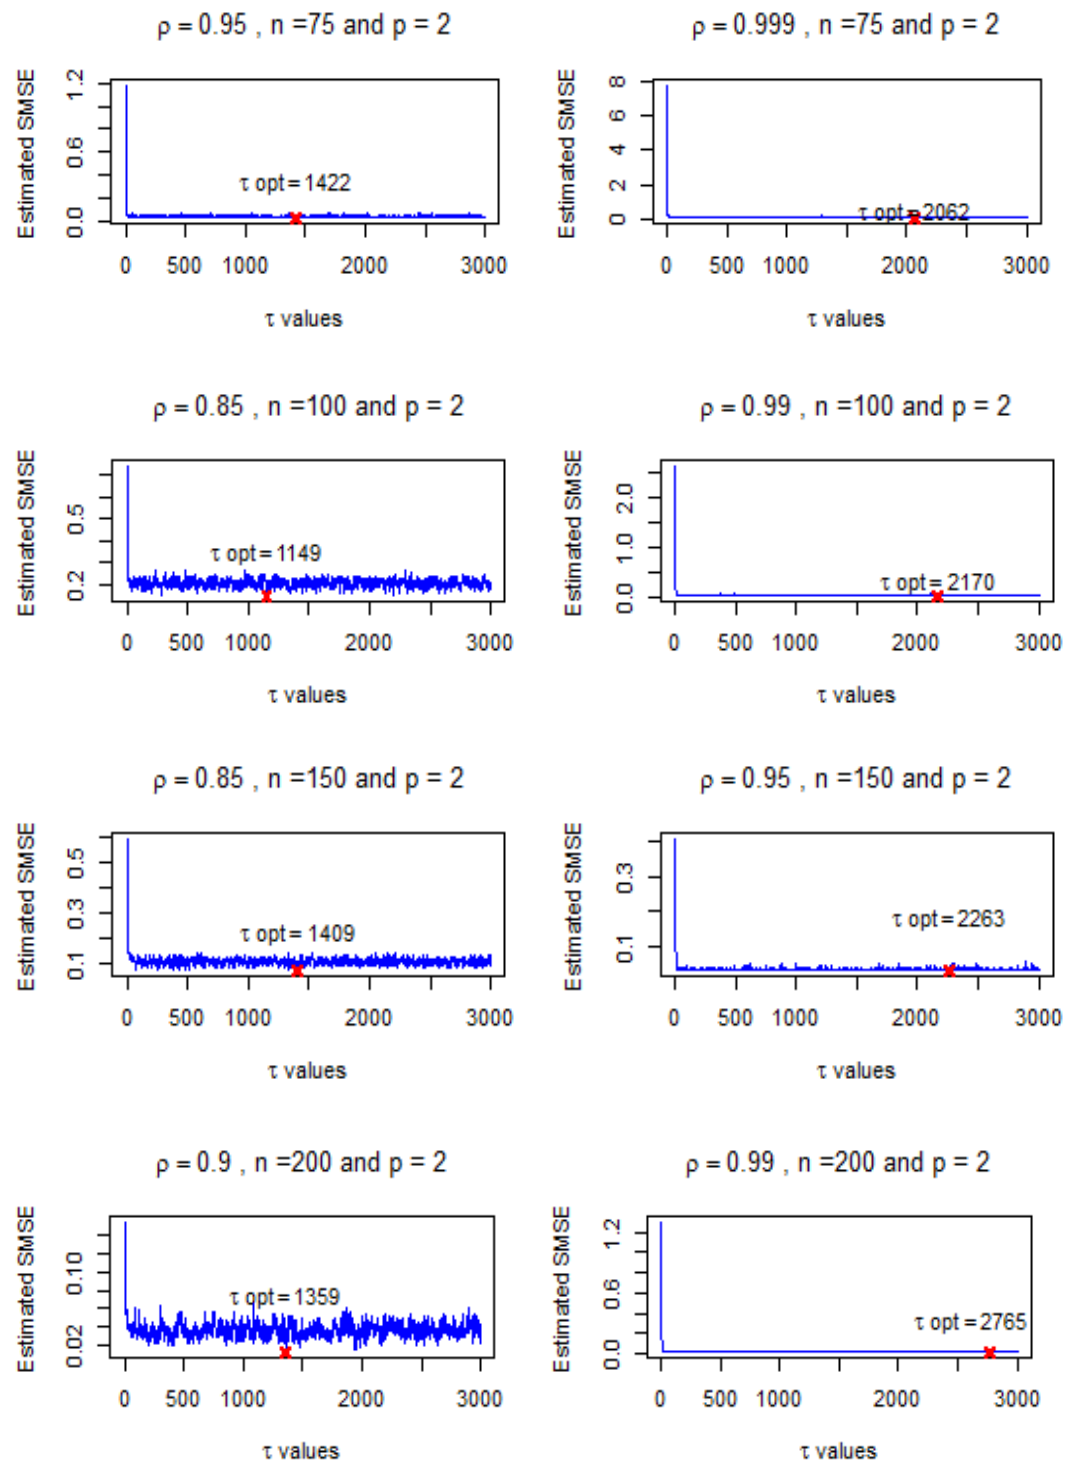 ρ = 0.95 , n =75 and p = 2
Estimated SMSE
0.0 0.6 1.2
τ opt = 1422
0 500 1000 2000 3000
τ values
ρ = 0.999 , n =75 and p = 2
Estimated SMSE
0 2 4 6 8
τ opt = 2062
0 500 1000 2000 3000
τ values
ρ = 0.85 , n =100 and p = 2
Estimated SMSE
0.2 0.5
τ opt = 1149
0 500 1000 2000 3000
τ values
ρ = 0.99 , n =100 and p = 2
Estimated SMSE
0.0 1.0 2.0
τ opt = 2170
0 500 1000 2000 3000
τ values
ρ = 0.85 , n =150 and p = 2
Estimated SMSE
0.1 0.3 0.5
τ opt = 1409
0 500 1000 2000 3000
τ values
ρ = 0.95 , n =150 and p = 2
Estimated SMSE
0.1 0.3
τ opt = 2263
0 500 1000 2000 3000
τ values
ρ = 0.9 , n =200 and p = 2
Estimated SMSE
0.02 0.10
τ opt = 1359
0 500 1000 2000 3000
τ values
ρ = 0.99 , n =200 and p = 2
Estimated SMSE
0.0 0.6 1.2
τ opt = 2765
0 500 1000 2000 3000
τ values